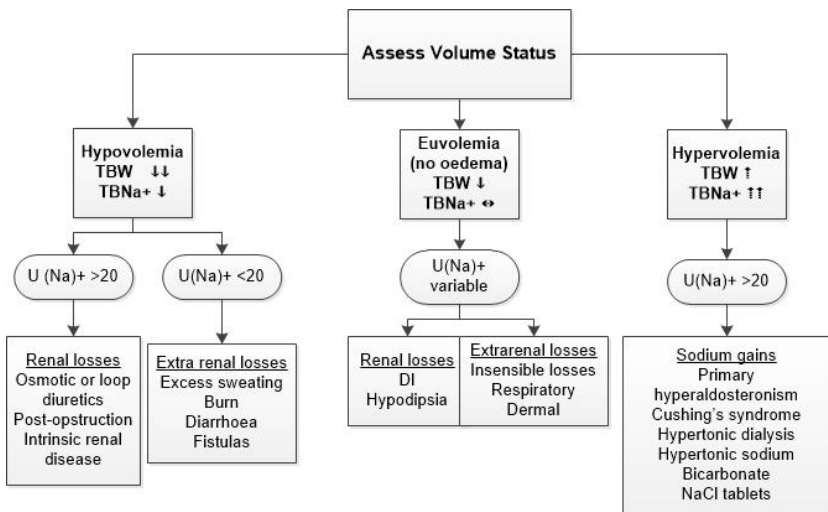 Assess Volume Status
Hypovolemia
TBW ↓↓
TBNa+ ↓
Euvolemia
(no oedema)
TBW ↓
TBNa+ ⇔
Hypervolemia
TBW ↑
TBNa+ ↑↑
U (Na)+ >20
U(Na)+ <20
U(Na)+
variable
U(Na)+ >20
Renal losses
Osmotic or loop
diuretics
Post-opstruction
Intrinsic renal
disease
Extra renal losses
Excess sweating
Burn
Diarrhoea
Fistulas
Renal losses
DI
Hypodipsia
Extrarenal losses
Insensible losses
Respiratory
Dermal
Sodium gains
Primary
hyperaldosteronism
Cushing's syndrome
Hypertonic dialysis
Hypertonic sodium
Bicarbonate
NaCl tablets